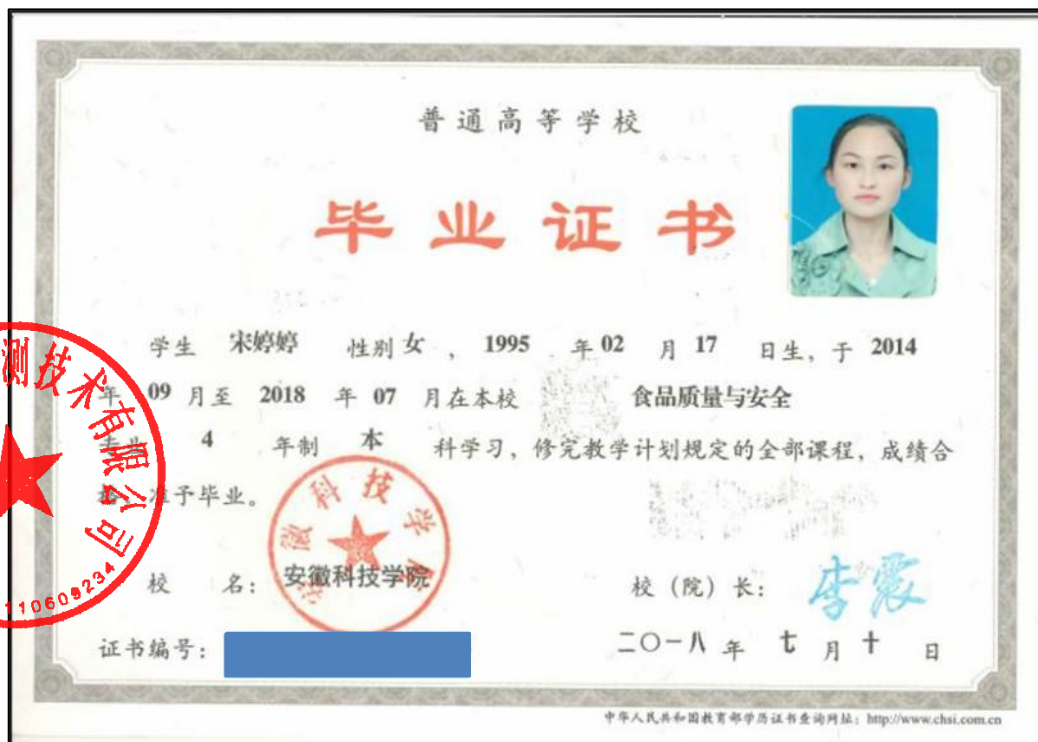 普通高等学校
毕业证书
学生 宋婷婷 性别 女 , 1995 年 02 月 17 日生, 于 2014
年 09 月至 2018 年 07 月在本校 食品质量与安全
专业 4 年制 本 科学习, 修完教学计划规定的全部课程, 成绩合
格, 准予毕业。
测技术有限公司
110609234
徽科技学
校 名: 安徽科技学院
校 (院) 长: 李震
证书编号:
二〇一八 年 七 月 十 日
中华人民共和国教育部学历证书查询网址: http://www.chsi.com.cn